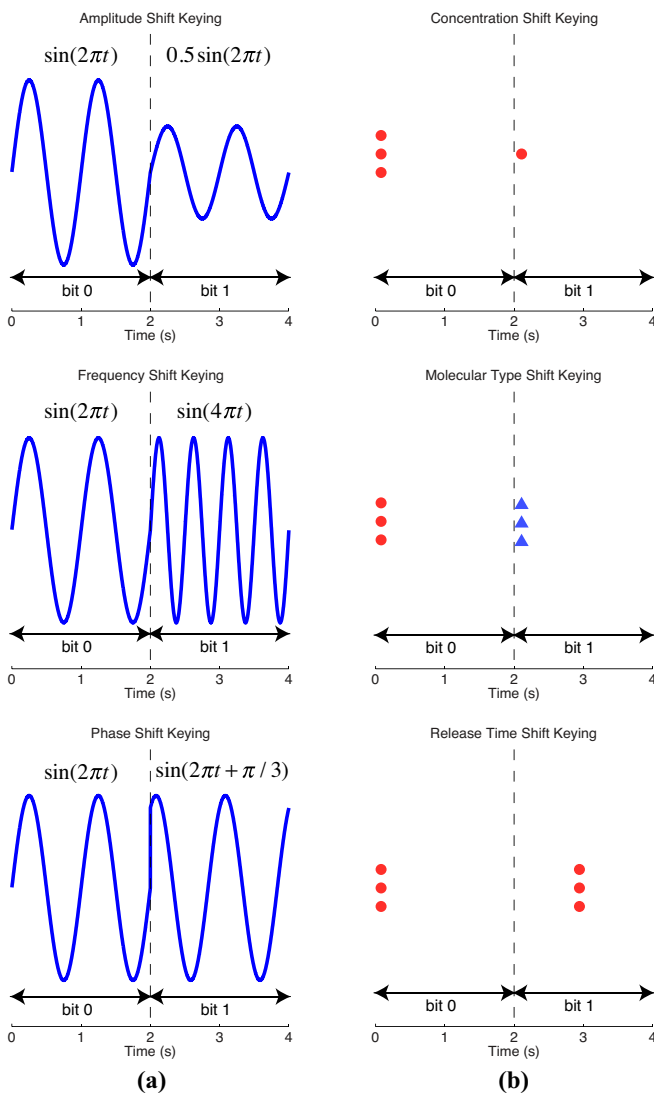 Amplitude Shift Keying
sin(2πt) 0.5sin(2πt)
bit 0 bit 1
0 1 2 3 4
Time (s)
Concentration Shift Keying
bit 0 bit 1
0 1 2 3 4
Time (s)
Frequency Shift Keying
sin(2πt) sin(4πt)
bit 0 bit 1
0 1 2 3 4
Time (s)
Molecular Type Shift Keying
bit 0 bit 1
0 1 2 3 4
Time (s)
Phase Shift Keying
sin(2πt) sin(2πt + π / 3)
bit 0 bit 1
0 1 2 3 4
Time (s)
Release Time Shift Keying
bit 0 bit 1
0 1 2 3 4
Time (s)
(a) (b)